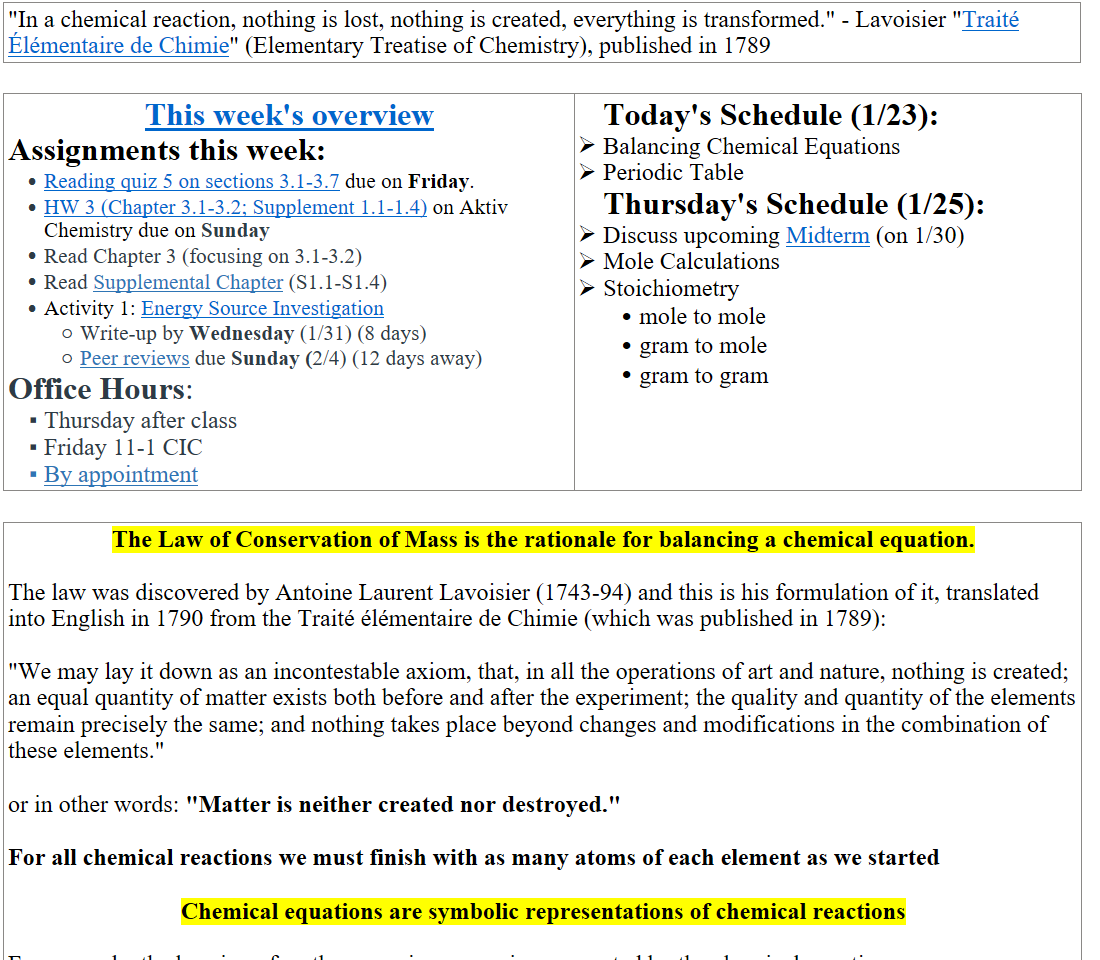 "In a chemical reaction, nothing is lost, nothing is created, everything is transformed." - Lavoisier "Traité
Élémentaire de Chimie" (Elementary Treatise of Chemistry), published in 1789
This week's overview
Assignments this week:
• Reading quiz 5 on sections 3.1-3.7 due on Friday.
• HW 3 (Chapter 3.1-3.2; Supplement 1.1-1.4) on Aktiv
Chemistry due on Sunday
• Read Chapter 3 (focusing on 3.1-3.2)
• Read Supplemental Chapter (S1.1-S1.4)
• Activity 1: Energy Source Investigation
○ Write-up by Wednesday (1/31) (8 days)
○ Peer reviews due Sunday (2/4) (12 days away)
Office Hours:
▪ Thursday after class
▪ Friday 11-1 CIC
▪ By appointment
Today's Schedule (1/23):
➢ Balancing Chemical Equations
➢ Periodic Table
Thursday's Schedule (1/25):
➢ Discuss upcoming Midterm (on 1/30)
➢ Mole Calculations
➢ Stoichiometry
• mole to mole
• gram to mole
• gram to gram
The Law of Conservation of Mass is the rationale for balancing a chemical equation.
The law was discovered by Antoine Laurent Lavoisier (1743-94) and this is his formulation of it, translated
into English in 1790 from the Traité élémentaire de Chimie (which was published in 1789):
"We may lay it down as an incontestable axiom, that, in all the operations of art and nature, nothing is created;
an equal quantity of matter exists both before and after the experiment; the quality and quantity of the elements
remain precisely the same; and nothing takes place beyond changes and modifications in the combination of
these elements."
or in other words: "Matter is neither created nor destroyed."
For all chemical reactions we must finish with as many atoms of each element as we started
Chemical equations are symbolic representations of chemical reactions